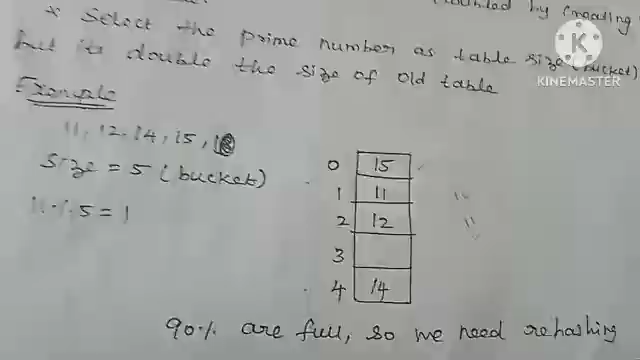 by
* Select the prime number as table size (bucket)
but is double the size of old table
Example
11, 12, 14, 15,
size = 5 (bucket)
11 % 5 = 1
0 15
1 11
2 12
3
4 14
90% are full, so we need rehashing
KINEMASTER